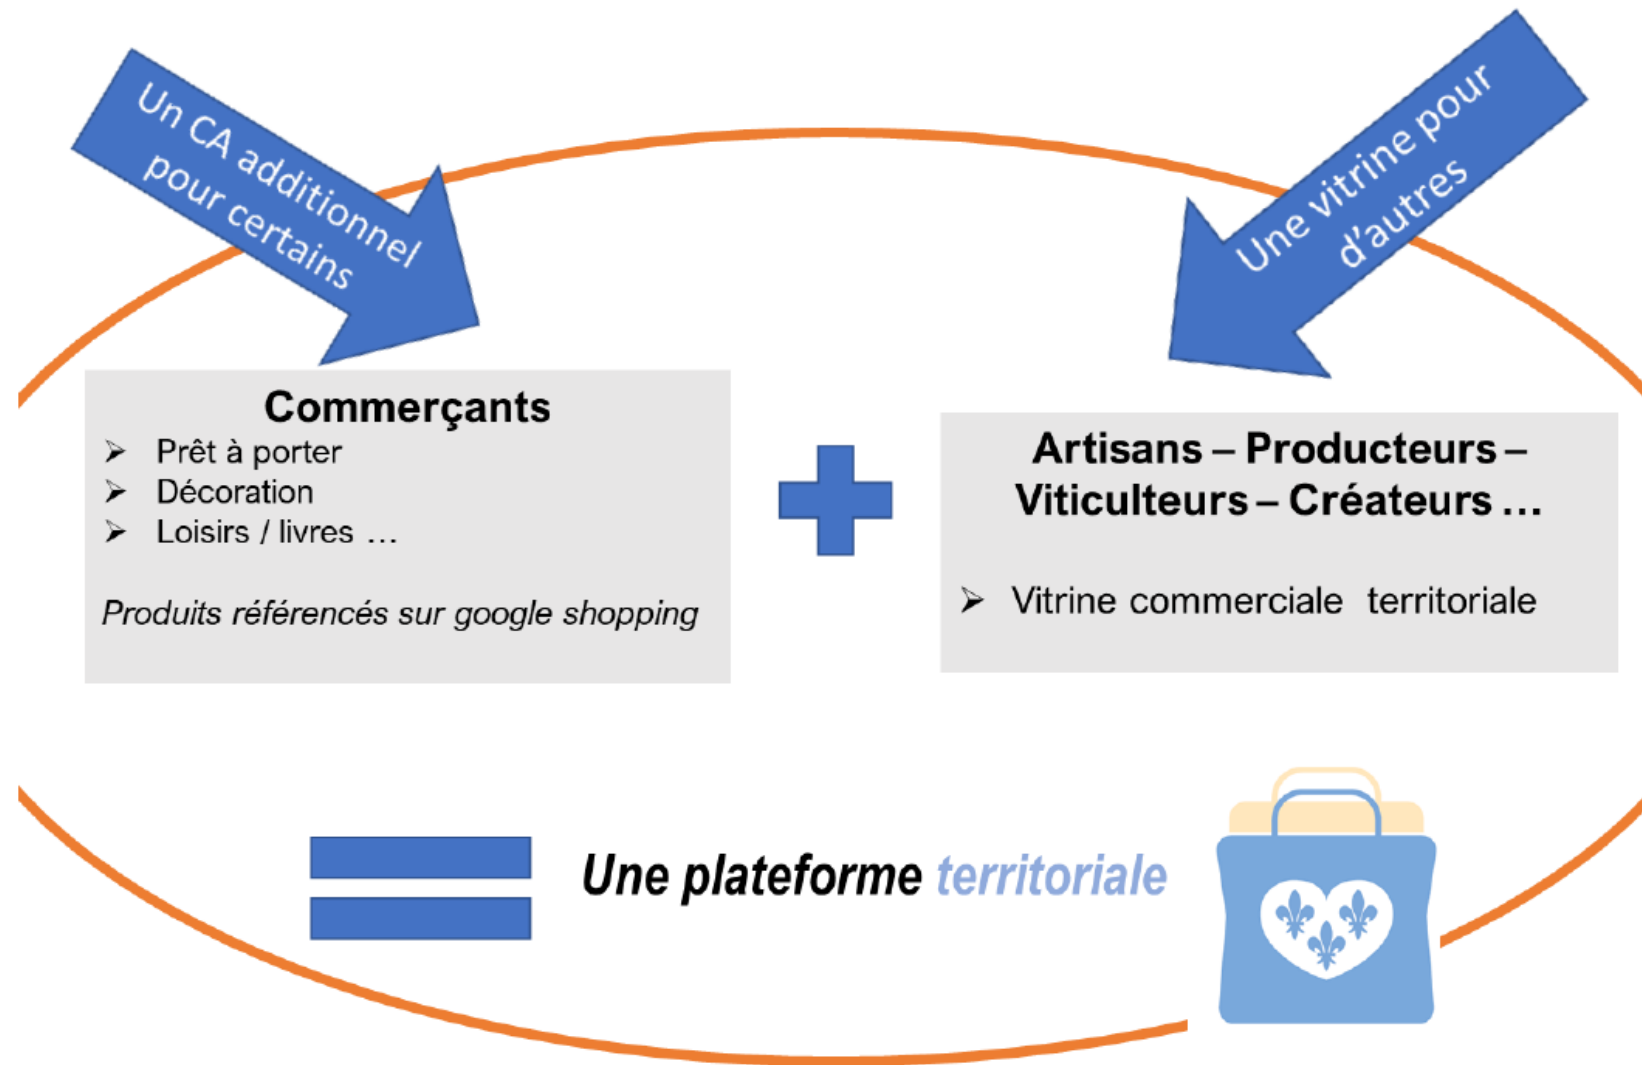 Un CA additionnel
pour certains
Une vitrine pour
d'autres
Commerçants
➢ Prêt à porter
➢ Décoration
➢ Loisirs / livres …
Produits référencés sur google shopping
Artisans – Producteurs –
Viticulteurs – Créateurs …
➢ Vitrine commerciale territoriale
Une plateforme territoriale